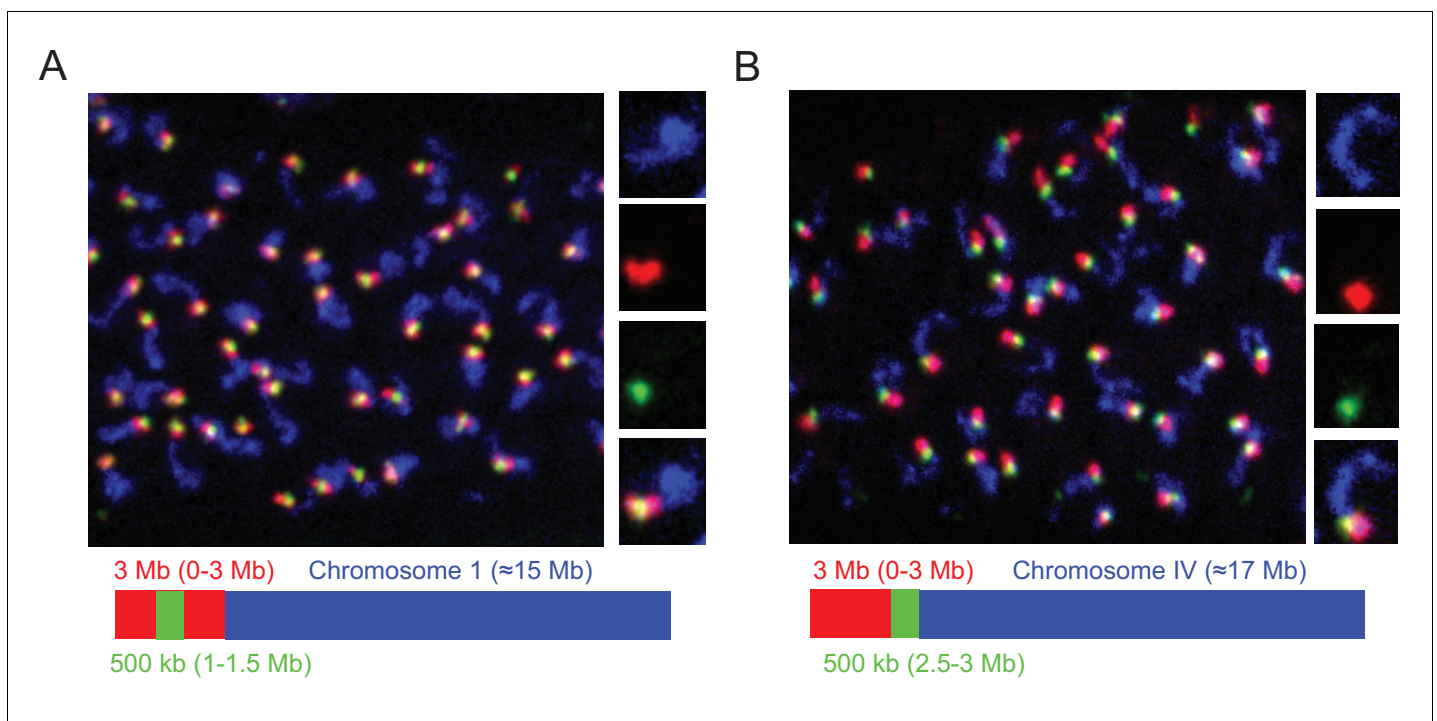 A
B
3 Mb (0-3 Mb) Chromosome 1 (≈15 Mb)
500 kb (1-1.5 Mb)
3 Mb (0-3 Mb) Chromosome IV (≈17 Mb)
500 kb (2.5-3 Mb)